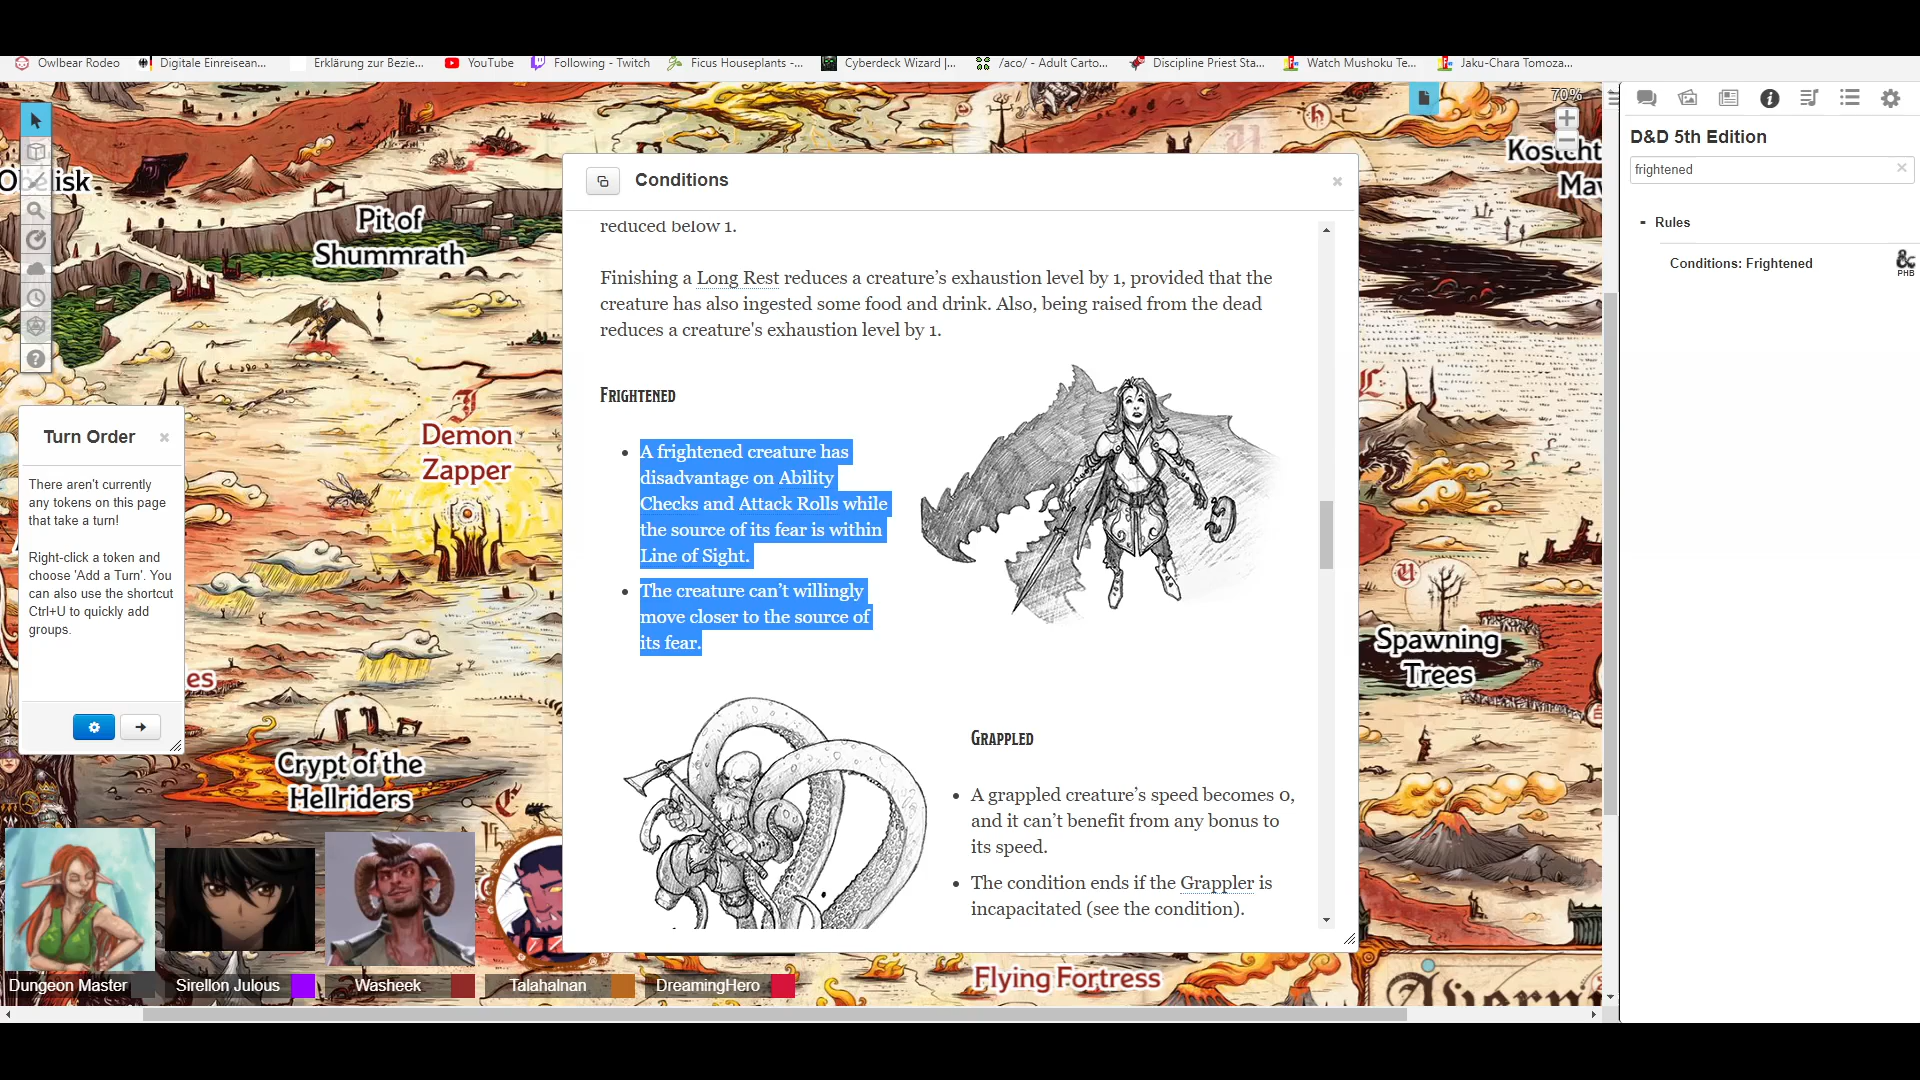 Owlbear Rodeo
Digitale Einreisean...
Erklärung zur Bezie...
YouTube
Following - Twitch
Ficus Houseplants -...
Cyberdeck Wizard |...
/aco/ - Adult Carto...
Discipline Priest Sta...
Watch Mushoku Te...
Jaku-Chara Tomoza...
70%
Pit of
Shummrath
Demon
Zapper
Crypt of the
Hellriders
Spawning
Trees
Flying Fortress
Turn Order
There aren't currently
any tokens on this page
that take a turn!
Right-click a token and
choose 'Add a Turn'. You
can also use the shortcut
Ctrl+U to quickly add
groups.
Conditions
reduced below 1.
Finishing a Long Rest reduces a creature’s exhaustion level by 1, provided that the
creature has also ingested some food and drink. Also, being raised from the dead
reduces a creature's exhaustion level by 1.
Frightened
A frightened creature has
disadvantage on Ability
Checks and Attack Rolls while
the source of its fear is within
Line of Sight.
The creature can’t willingly
move closer to the source of
its fear.
Grappled
A grappled creature’s speed becomes 0,
and it can’t benefit from any bonus to
its speed.
The condition ends if the Grappler is
incapacitated (see the condition).
Dungeon Master
Sirellon Julous
Washeek
Talahalnan
DreamingHero
D&D 5th Edition
frightened
Rules
Conditions: Frightened
PHB